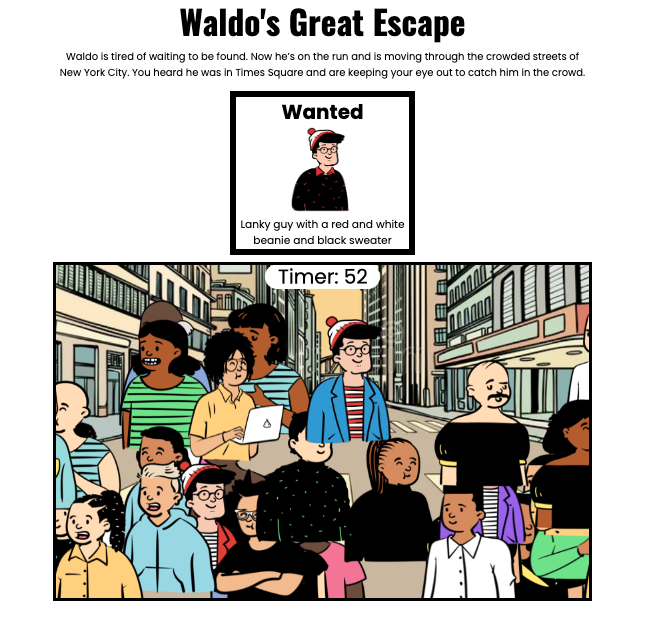 Waldo's Great Escape
Waldo is tired of waiting to be found. Now he's on the run and is moving through the crowded streets of
New York City. You heard he was in Times Square and are keeping your eye out to catch him in the crowd.
Wanted
Lanky guy with a red and white
beanie and black sweater
Timer: 52